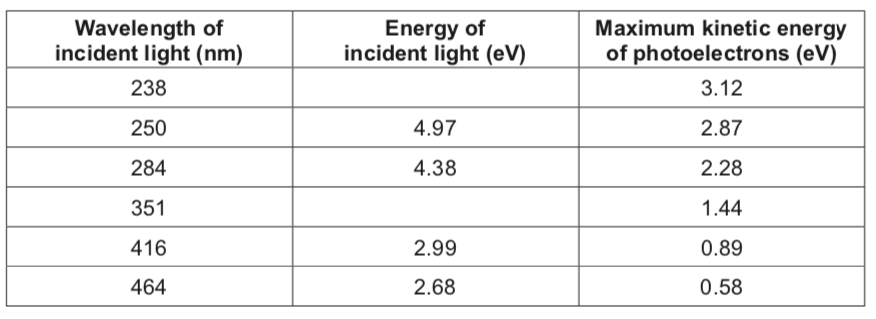 Wavelength of incident light (nm) Energy of incident light (eV) Maximum kinetic energy of photoelectrons (eV)
238 3.12
250 4.97 2.87
284 4.38 2.28
351 1.44
416 2.99 0.89
464 2.68 0.58